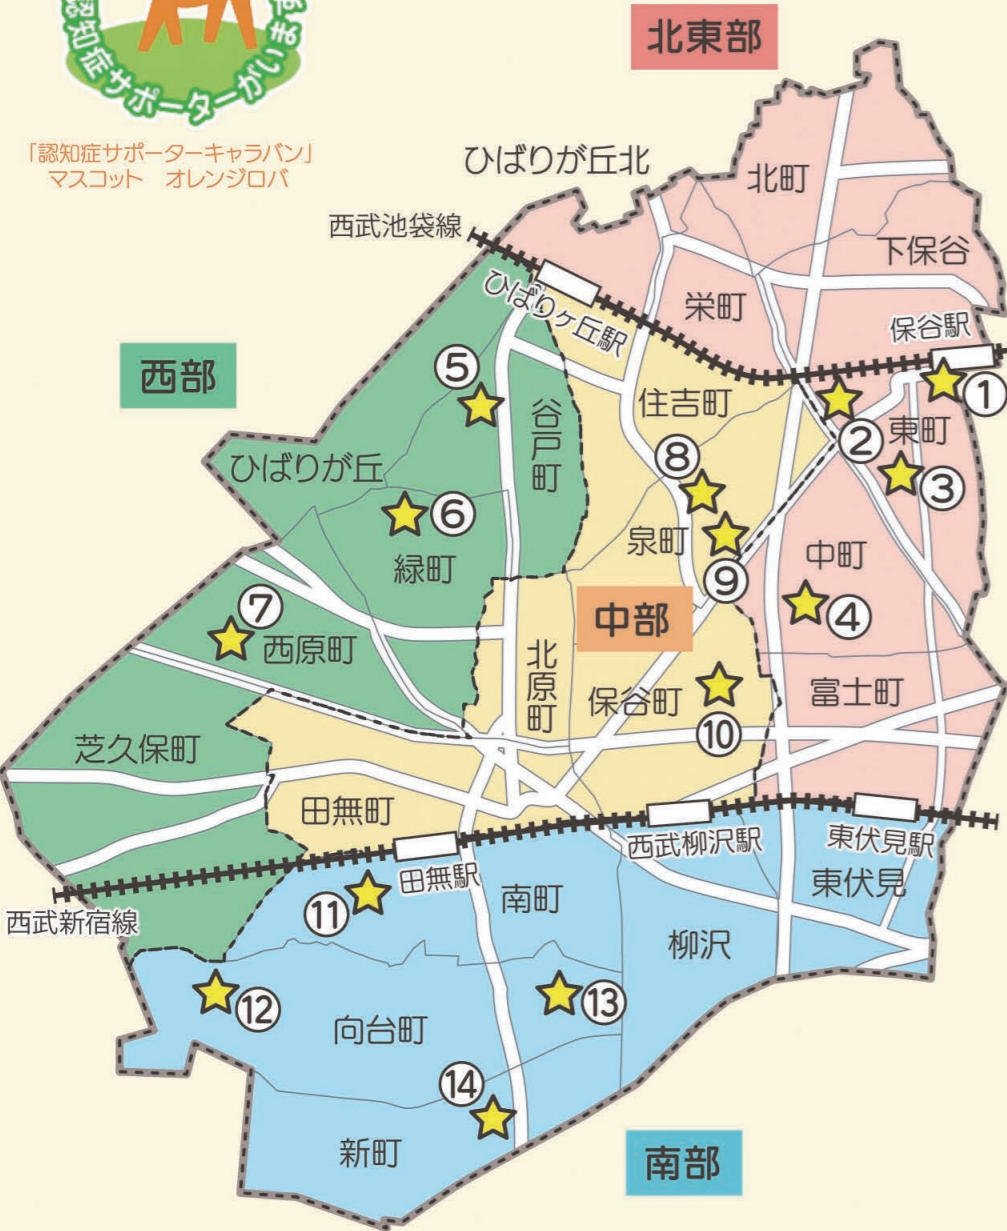 認知症サポーターがいます
「認知症サポーターキャラバン」
マスコット　オレンジロバ
北東部
ひばりが丘北
北町
西武池袋線
下保谷
ひばりヶ丘駅
栄町
保谷駅
西部
⑤
谷戸町
住吉町
①
②
東町
③
ひばりが丘
⑥
緑町
⑧
泉町
⑨
中町
④
⑦
西原町
中部
北原町
保谷町
⑩
富士町
芝久保町
田無町
西武柳沢駅
東伏見駅
田無駅
西武新宿線
⑪
南町
東伏見
柳沢
⑫
向台町
⑬
⑭
新町
南部